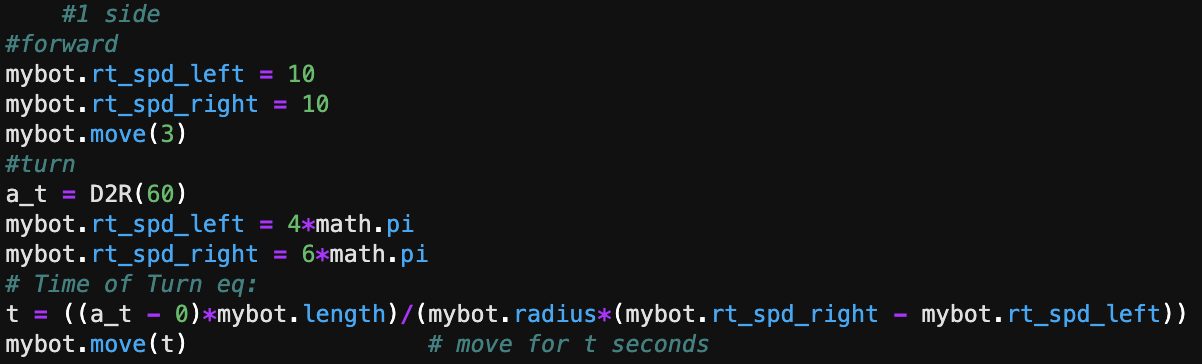 #1 side
#forward
mybot.rt_spd_left = 10
mybot.rt_spd_right = 10
mybot.move(3)
#turn
a_t = D2R(60)
mybot.rt_spd_left = 4*math.pi
mybot.rt_spd_right = 6*math.pi
# Time of Turn eq:
t = ((a_t - 0)*mybot.length)/(mybot.radius*(mybot.rt_spd_right - mybot.rt_spd_left))
mybot.move(t)                 # move for t seconds